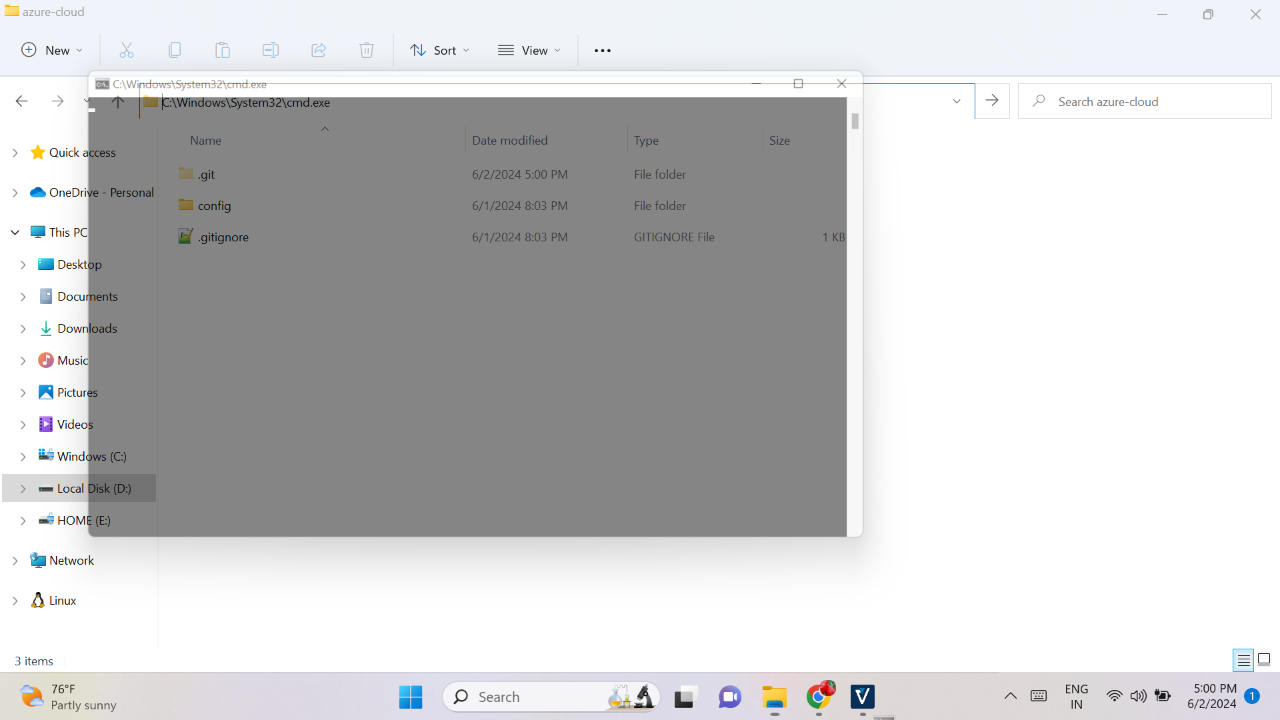 azure-cloud
New
Sort
View
C:\Windows\System32\cmd.exe
C:\Windows\System32\cmd.exe
Search azure-cloud
Name Date modified Type Size
.git 6/2/2024 5:00 PM File folder
config 6/1/2024 8:03 PM File folder
.gitignore 6/1/2024 8:03 PM GITIGNORE File 1 KB
Quick access
OneDrive - Personal
This PC
Desktop
Documents
Downloads
Music
Pictures
Videos
Windows (C:)
Local Disk (D:)
HOME (E:)
Network
Linux
3 items
76°F
Partly sunny
Search
ENG
IN
5:00 PM
6/2/2024
1